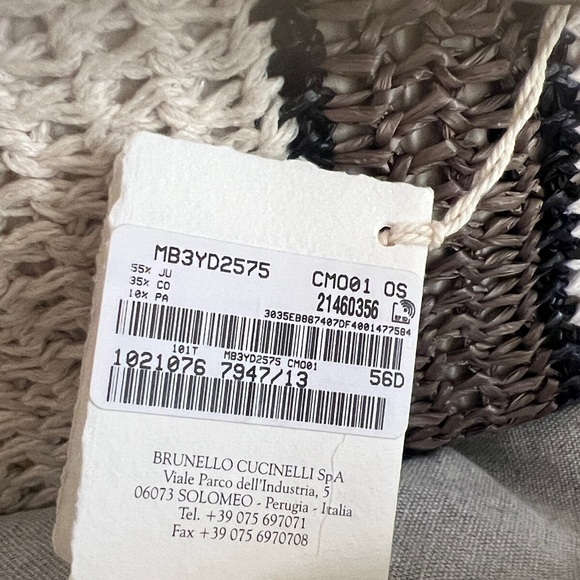 MB3YD2575 CM001 OS
55% JU
35% CO
10% PA
21460356
3035EBB87407DF4001477584
101T MB3YD2575 CM001
1021076 7947/13 56D
BRUNELLO CUCINELLI SpA
Viale Parco dell'Industria, 5
06073 SOLOMEO - Perugia - Italia
Tel. +39 075 697071
Fax +39 075 6970708